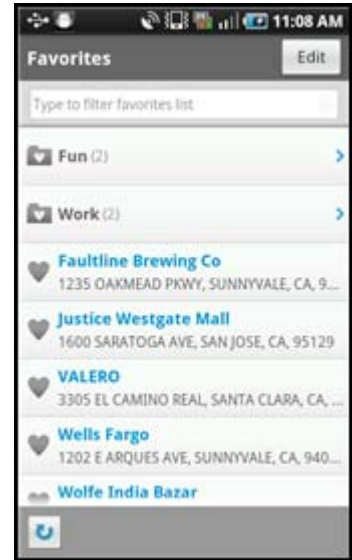 11:08 AM
Favorites
Edit
Type to filter favorites list
Fun (2)
Work (2)
Faultline Brewing Co
1235 OAKMEAD PKWY, SUNNYVALE, CA, 9...
Justice Westgate Mall
1600 SARATOGA AVE, SAN JOSE, CA, 95129
VALERO
3305 EL CAMINO REAL, SANTA CLARA, CA, ...
Wells Fargo
1202 E ARQUES AVE, SUNNYVALE, CA, 940...
Wolfe India Bazar